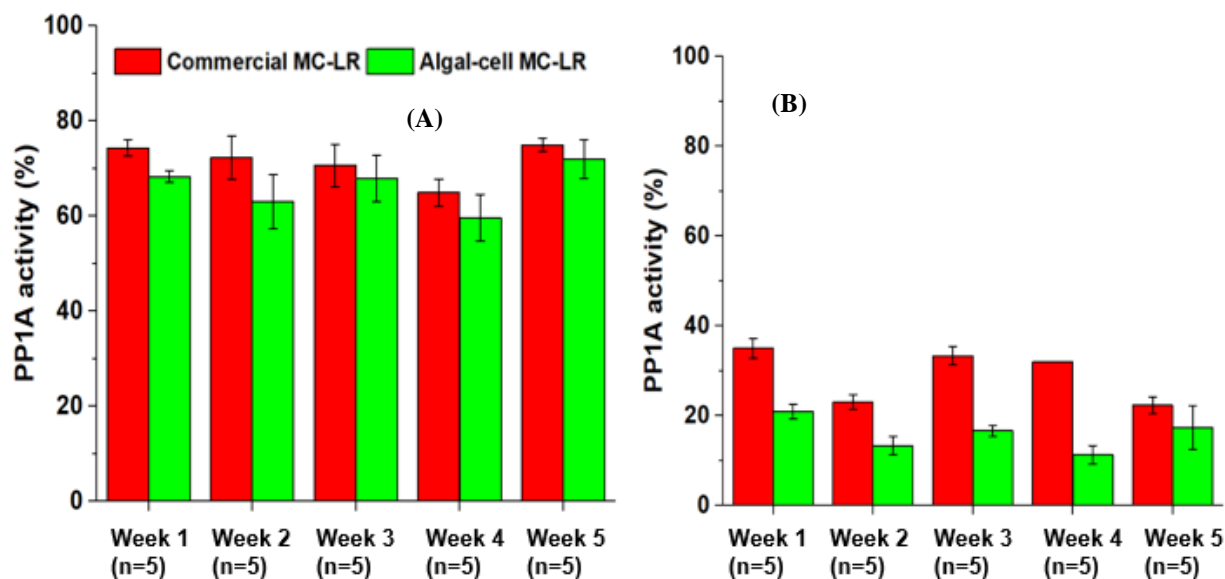 100
80
60
40
20
0
PP1A activity (%)
Commercial MC-LR Algal-cell MC-LR
(A)
Week 1 Week 2 Week 3 Week 4 Week 5
(n=5) (n=5) (n=5) (n=5) (n=5)
100
80
60
40
20
0
PP1A activity (%)
(B)
Week 1 Week 2 Week 3 Week 4 Week 5
(n=5) (n=5) (n=5) (n=5) (n=5)